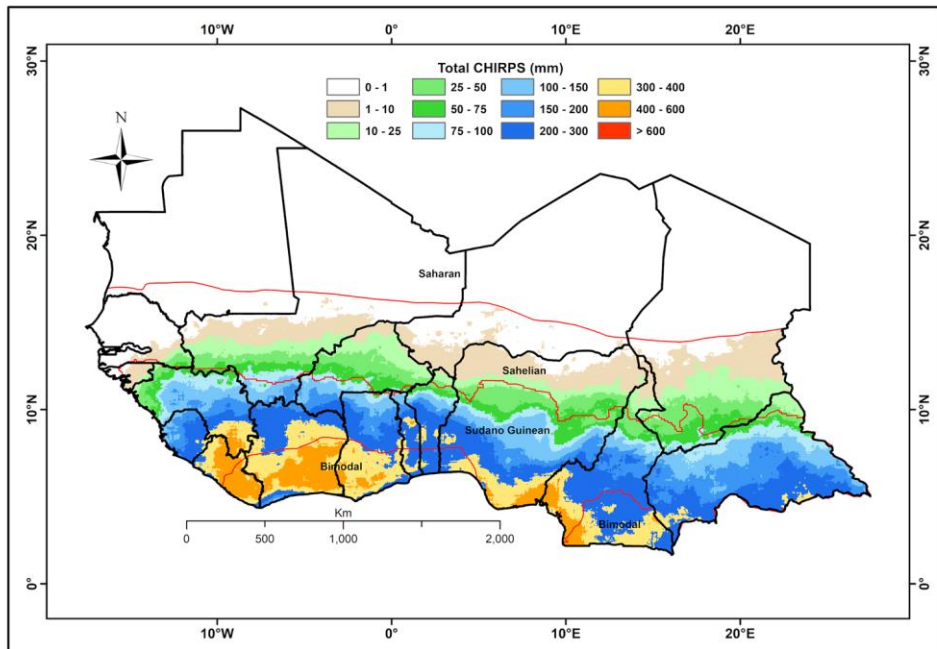 10°W 0° 10°E 20°E
30°N 30°N
Total CHIRPS (mm)
0 - 1 25 - 50 100 - 150 300 - 400
1 - 10 50 - 75 150 - 200 400 - 600
10 - 25 75 - 100 200 - 300 > 600
N
20°N 20°N
Saharan
Sahelian
10°N 10°N
Sudano Guinean
Bimodal
Km
Bimodal
0 500 1,000 2,000
0° 0°
10°W 0° 10°E 20°E